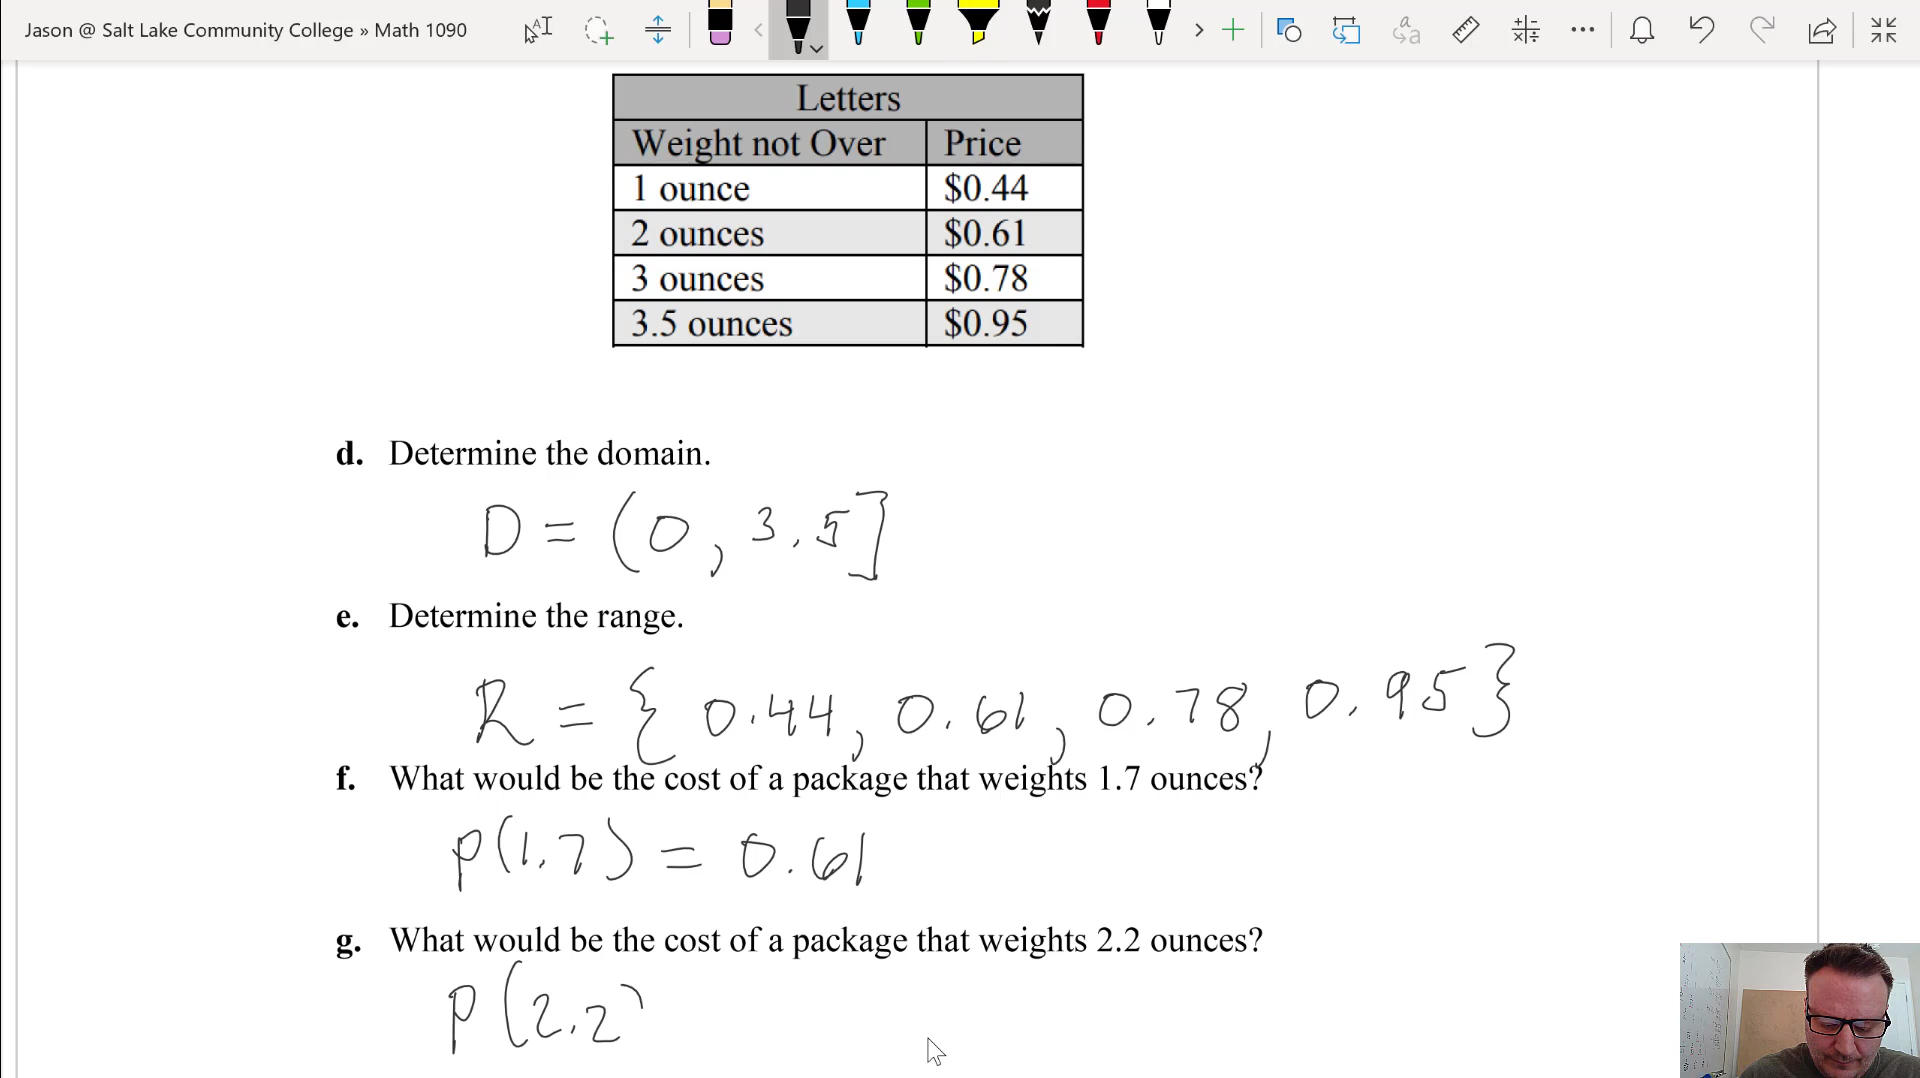 Jason @ Salt Lake Community College » Math 1090
Letters
Weight not Over Price
1 ounce $0.44
2 ounces $0.61
3 ounces $0.78
3.5 ounces $0.95
d. Determine the domain.
D = (0, 3.5]
e. Determine the range.
R = { 0.44, 0.61, 0.78, 0.95}
f. What would be the cost of a package that weights 1.7 ounces?
P(1.7) = 0.61
g. What would be the cost of a package that weights 2.2 ounces?
P(2.2)